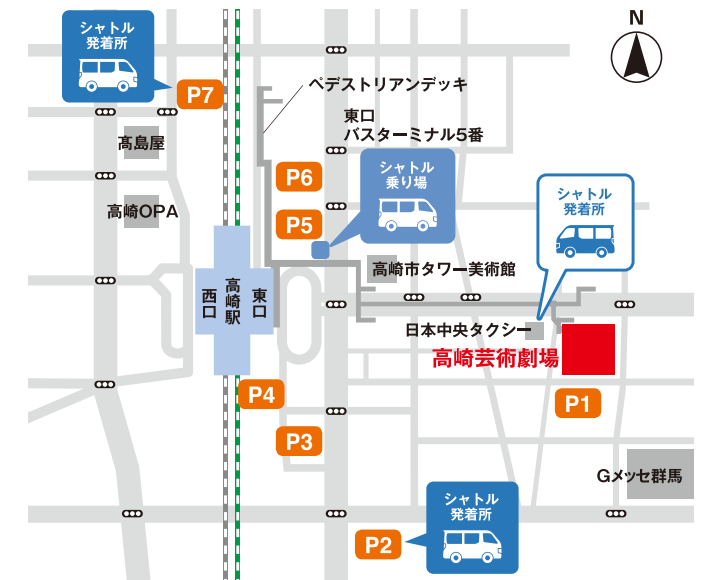 シャトル
発着所
N
P7
ペデストリアンデッキ
東口
バスターミナル5番
髙島屋
P6
シャトル
乗り場
シャトル
発着所
高崎OPA
P5
高崎市タワー美術館
西口
高崎駅
東口
日本中央タクシー
高崎芸術劇場
P4
P1
P3
Gメッセ群馬
シャトル
発着所
P2